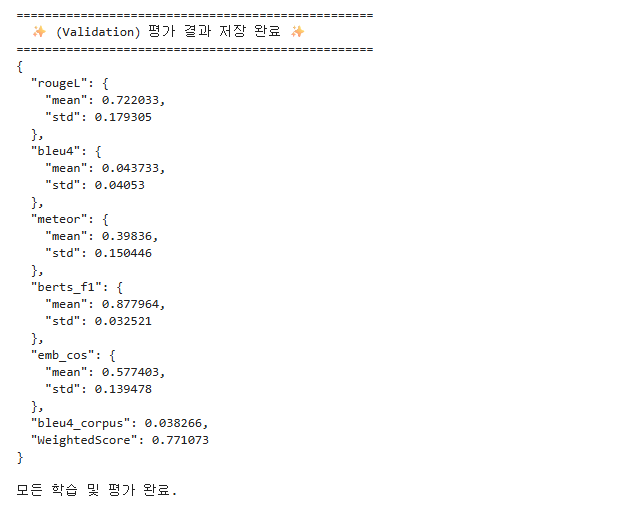 ==================================================
✨ (Validation) 평가 결과 저장 완료 ✨
==================================================
{
  "rougeL": {
    "mean": 0.722033,
    "std": 0.179305
  },
  "bleu4": {
    "mean": 0.043733,
    "std": 0.04053
  },
  "meteor": {
    "mean": 0.39836,
    "std": 0.150446
  },
  "berts_f1": {
    "mean": 0.877964,
    "std": 0.032521
  },
  "emb_cos": {
    "mean": 0.577403,
    "std": 0.139478
  },
  "bleu4_corpus": 0.038266,
  "WeightedScore": 0.771073
}
모든 학습 및 평가 완료.